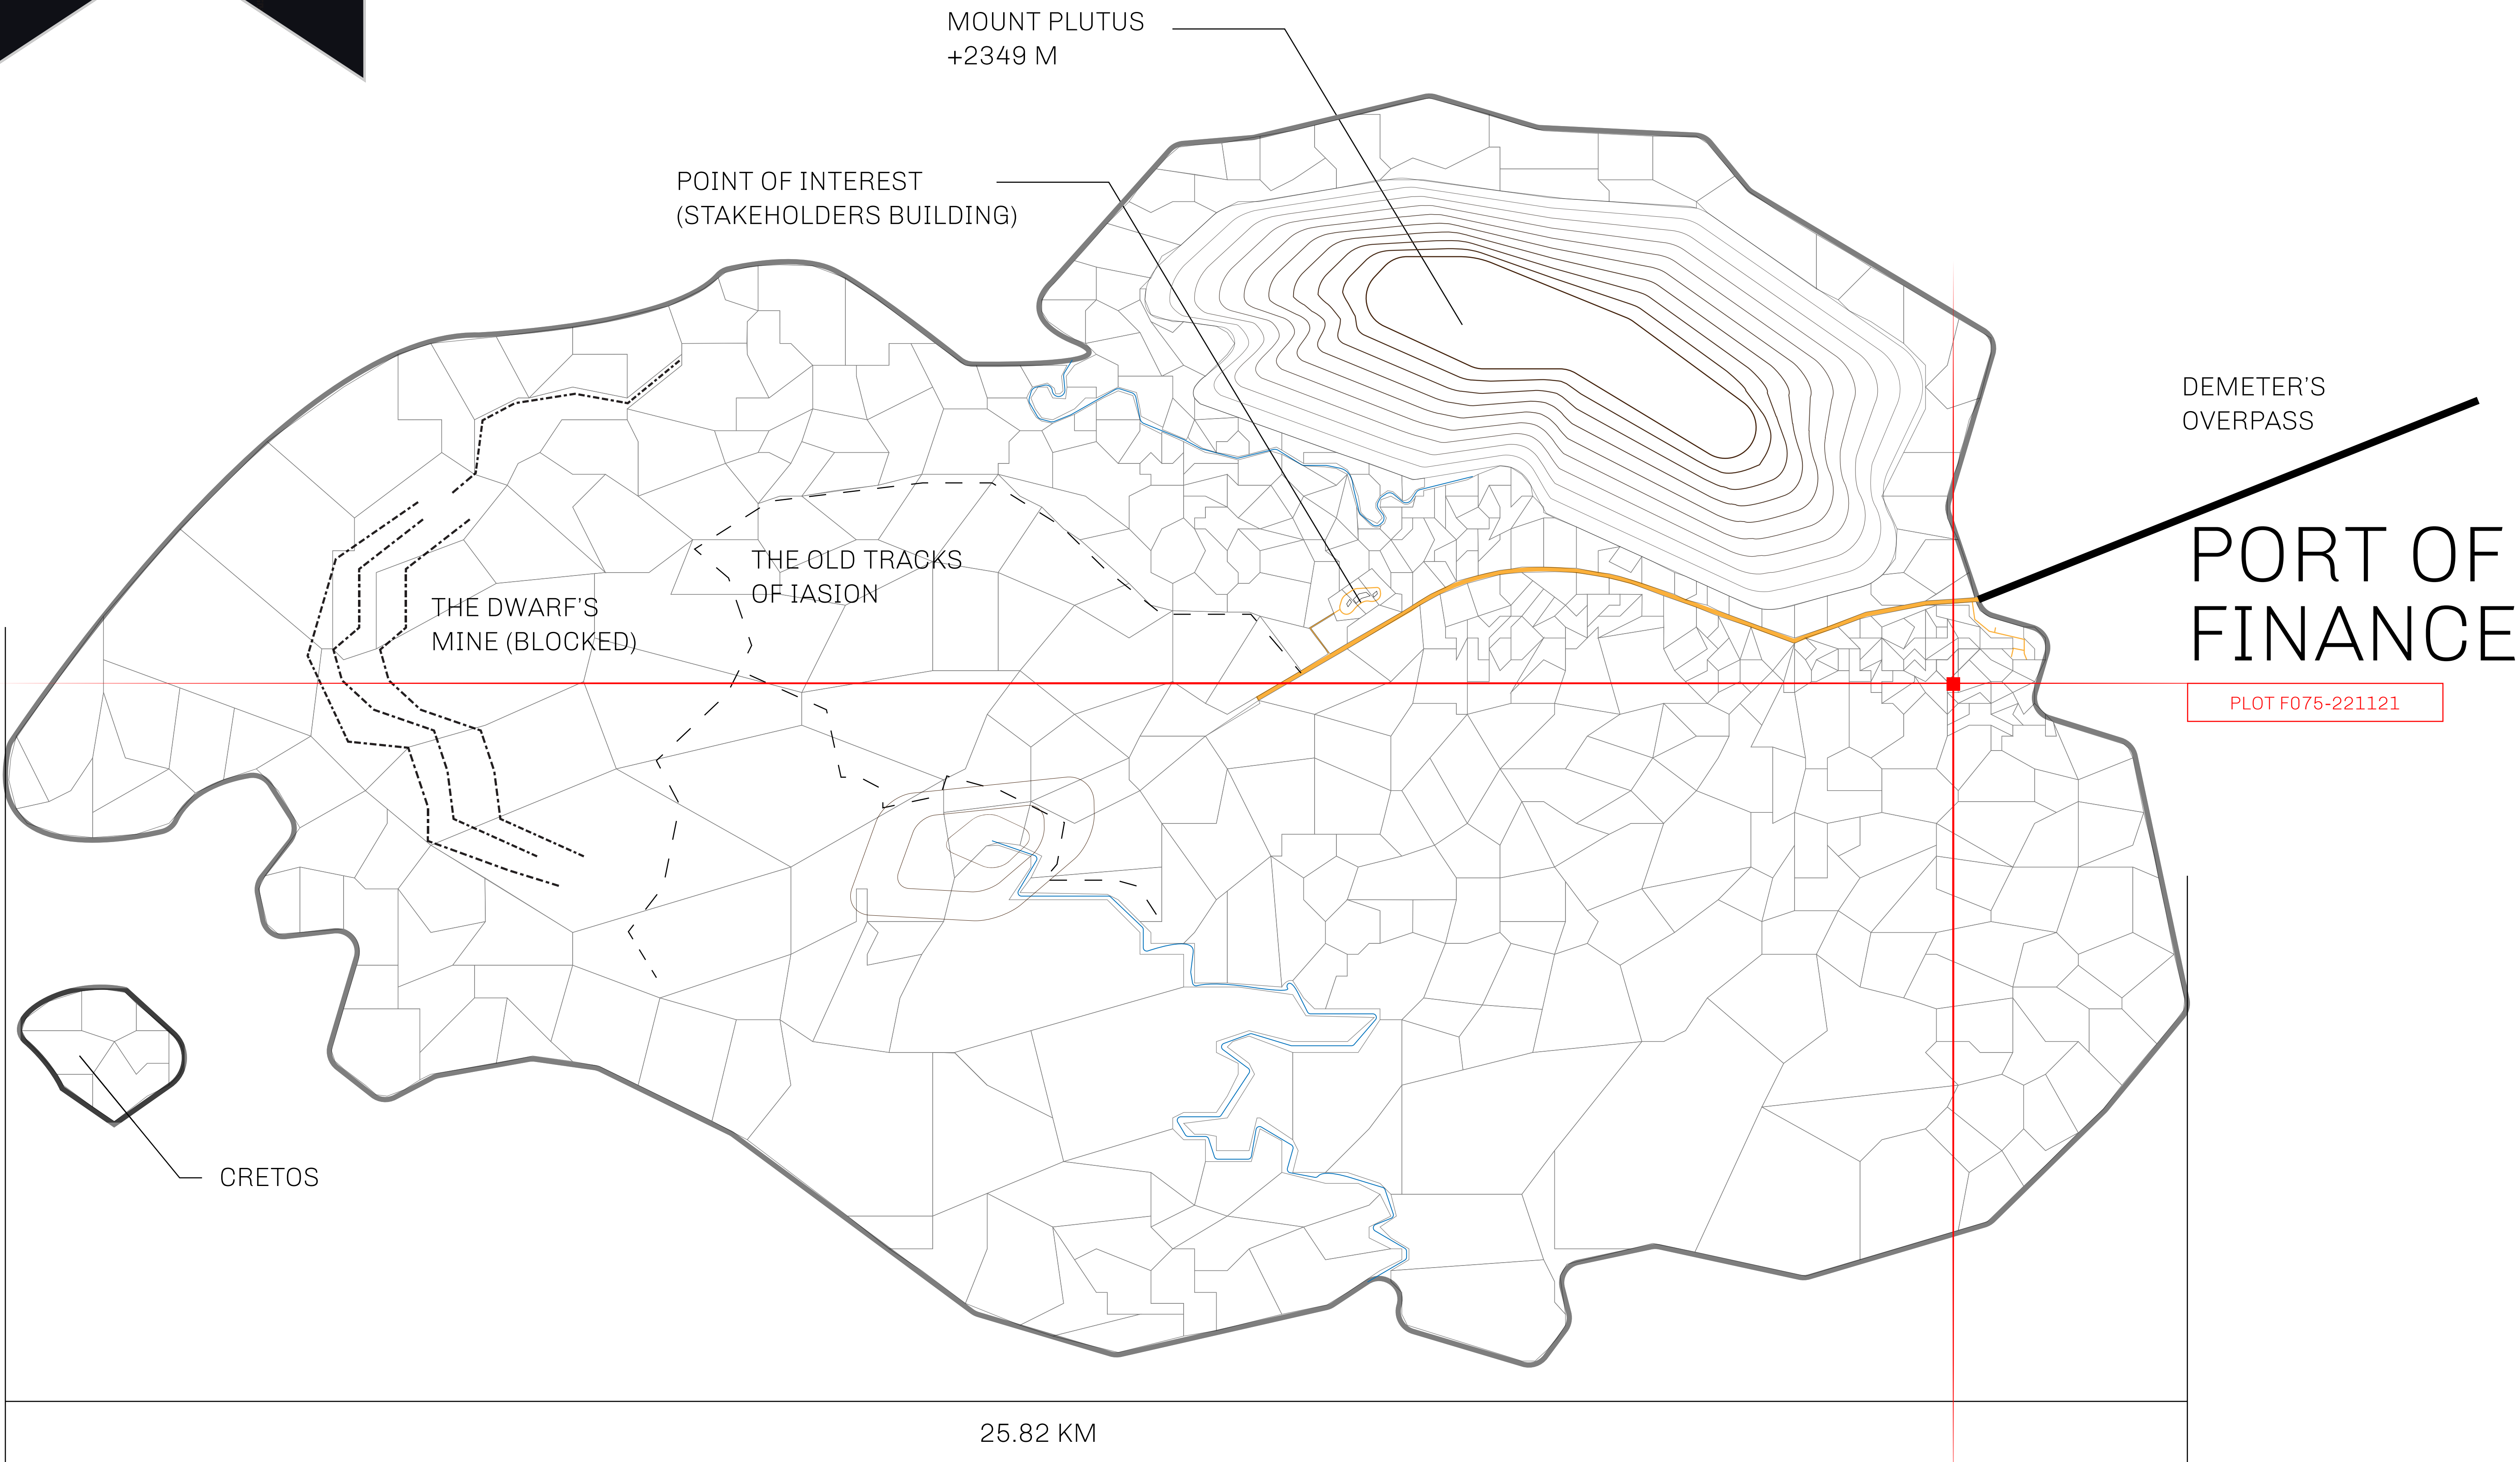 MOUNT PLUTUS
+2349 M
POINT OF INTEREST
(STAKEHOLDERS BUILDING)
DEMETER'S
OVERPASS
PORT OF
FINANCE
THE OLD TRACKS
OF IASION
THE DWARF'S
MINE (BLOCKED)
PLOT F075-221121
CRETOS
25.82 KM